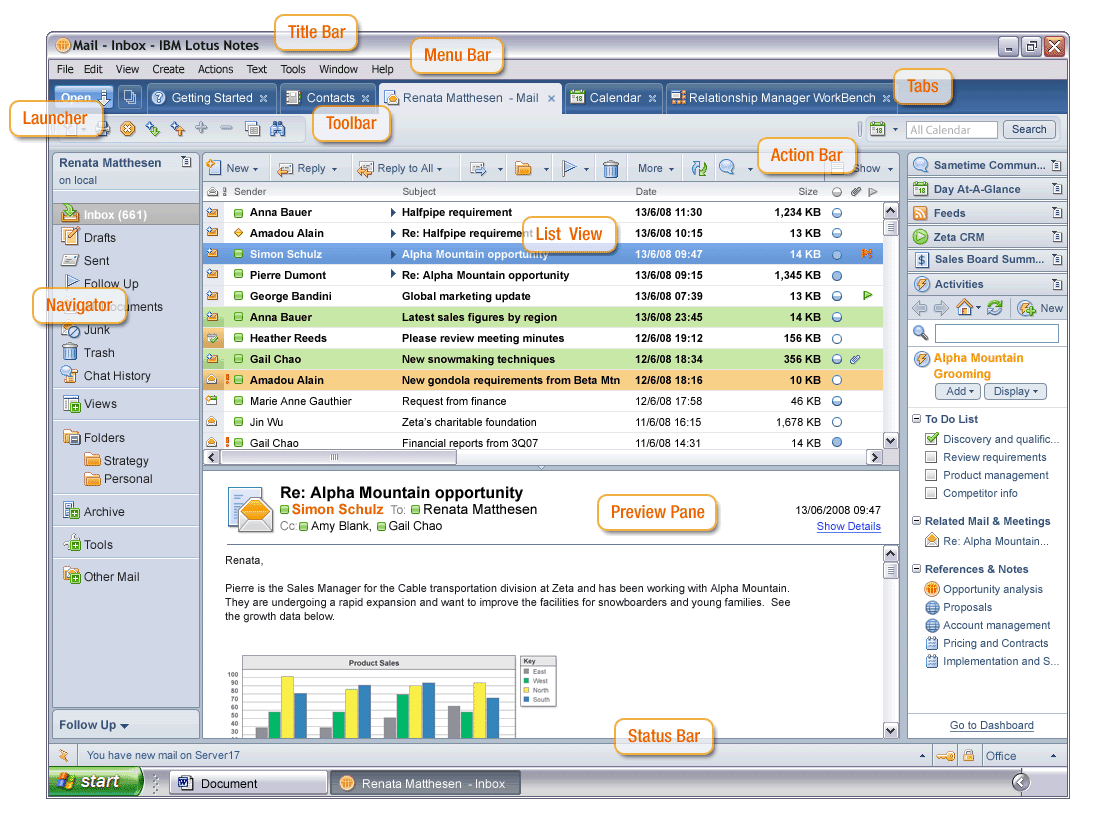 Title Bar
Mail - Inbox - IBM Lotus Notes
Menu Bar
File Edit View Create Actions Text Tools Window Help
Tabs
Open
Getting Started
Contacts
Renata Matthesen - Mail
Calendar
Relationship Manager WorkBench
Launcher
Toolbar
18
All Calendar
Search
Action Bar
Renata Matthesen
on local
New
Reply
Reply to All
More
Show
Sender Subject Date Size
Anna Bauer Halfpipe requirement 13/6/08 11:30 1,234 KB
Amadou Alain Re: Halfpipe requirement 13/6/08 10:15 13 KB
List View
Simon Schulz Alpha Mountain opportunity 13/6/08 09:47 14 KB
Pierre Dumont Re: Alpha Mountain opportunity 13/6/08 09:15 1,345 KB
George Bandini Global marketing update 13/6/08 07:39 13 KB
Anna Bauer Latest sales figures by region 13/6/08 23:45 14 KB
Heather Reeds Please review meeting minutes 12/6/08 19:12 156 KB
Gail Chao New snowmaking techniques 12/6/08 18:34 356 KB
Amadou Alain New gondola requirements from Beta Mtn 12/6/08 18:16 10 KB
Marie Anne Gauthier Request from finance 12/6/08 17:58 46 KB
Jin Wu Zeta's charitable foundation 11/6/08 16:15 1,678 KB
Gail Chao Financial reports from 3Q07 11/6/08 14:31 14 KB
Inbox (661)
Drafts
Sent
Follow Up
Navigator
Junk
Trash
Chat History
Views
Folders
Strategy
Personal
Archive
Tools
Other Mail
Follow Up
Re: Alpha Mountain opportunity
Simon Schulz To: Renata Matthesen
Cc: Amy Blank, Gail Chao
Preview Pane
13/06/2008 09:47
Show Details
Renata,
Pierre is the Sales Manager for the Cable transportation division at Zeta and has been working with Alpha Mountain.
They are undergoing a rapid expansion and want to improve the facilities for snowboarders and young families. See
the growth data below.
Product Sales
100
90
80
70
60
50
40
30
Key
East
West
North
South
Sametime Commun...
Day At-A-Glance
Feeds
Zeta CRM
Sales Board Summ...
Activities
New
Alpha Mountain
Grooming
Add
Display
To Do List
Discovery and qualific...
Review requirements
Product management
Competitor info
Related Mail & Meetings
Re: Alpha Mountain...
References & Notes
Opportunity analysis
Proposals
Account management
Pricing and Contracts
Implementation and S...
Go to Dashboard
Status Bar
You have new mail on Server17
Office
start
Document
Renata Matthesen - Inbox